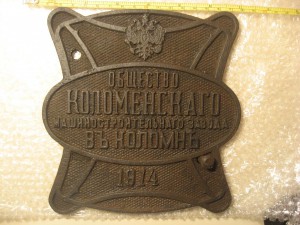 ОБЩЕСТВО
КОЛОМЕНСКАГО
МАШИНОСТРОИТЕЛЬНАГО ЗАВОДА
ВЪ КОЛОМНѢ
1914